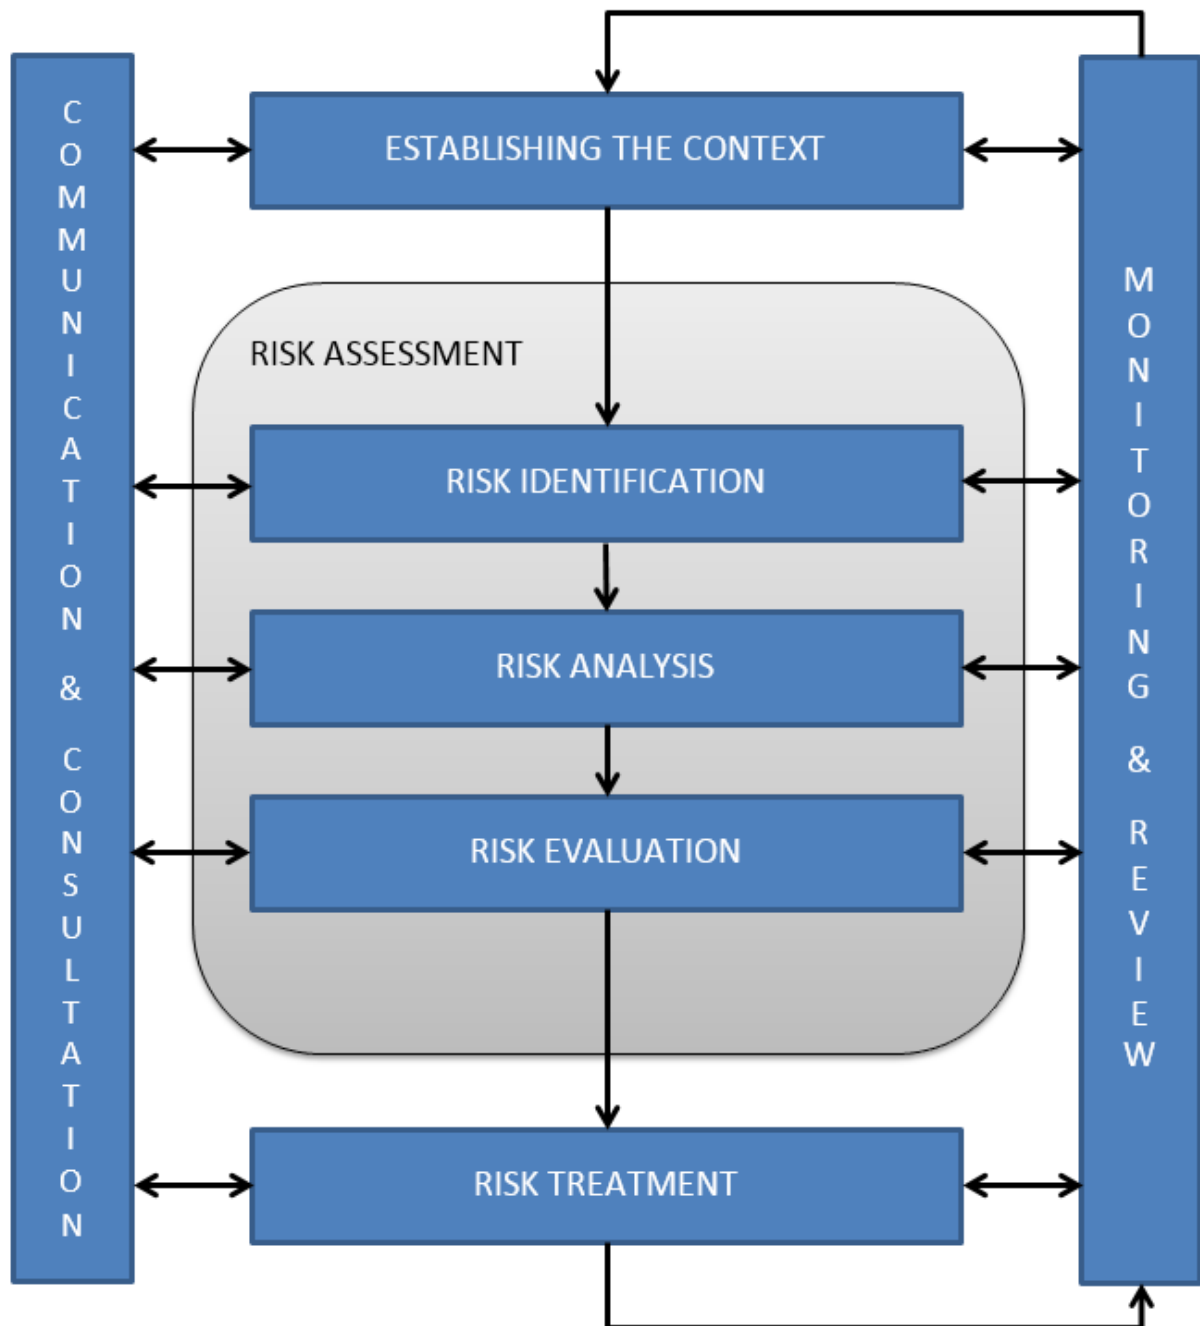 COMMUNICATION & CONSULTATION
ESTABLISHING THE CONTEXT
RISK ASSESSMENT
RISK IDENTIFICATION
RISK ANALYSIS
RISK EVALUATION
RISK TREATMENT
MONITORING & REVIEW